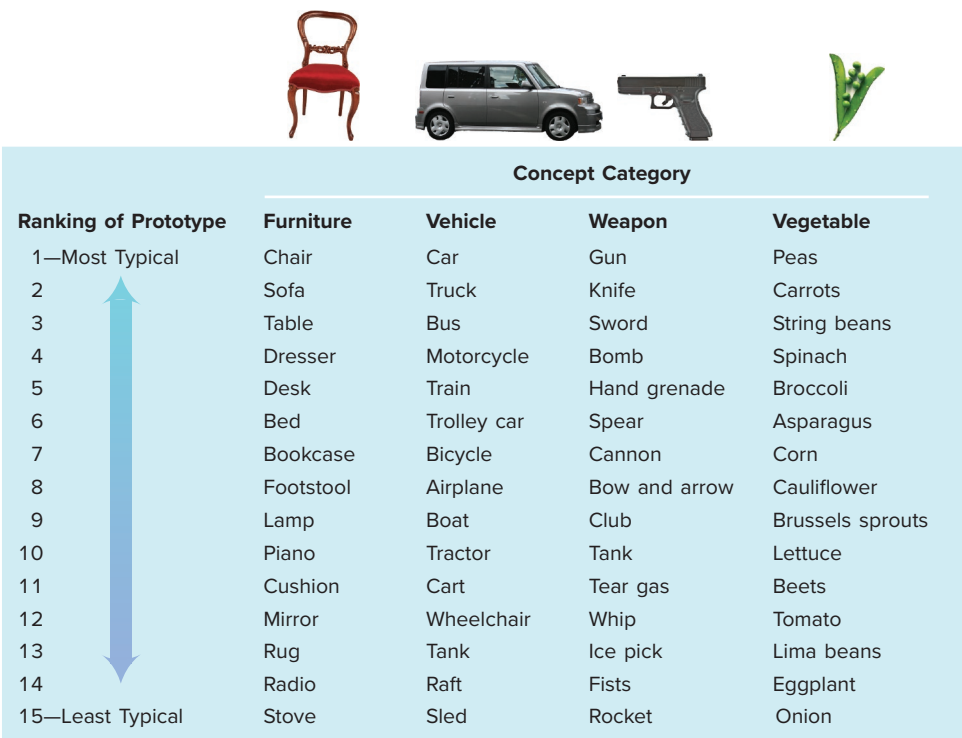 Concept Category
Ranking of Prototype Furniture Vehicle Weapon Vegetable
1—Most Typical Chair Car Gun Peas
2 Sofa Truck Knife Carrots
3 Table Bus Sword String beans
4 Dresser Motorcycle Bomb Spinach
5 Desk Train Hand grenade Broccoli
6 Bed Trolley car Spear Asparagus
7 Bookcase Bicycle Cannon Corn
8 Footstool Airplane Bow and arrow Cauliflower
9 Lamp Boat Club Brussels sprouts
10 Piano Tractor Tank Lettuce
11 Cushion Cart Tear gas Beets
12 Mirror Wheelchair Whip Tomato
13 Rug Tank Ice pick Lima beans
14 Radio Raft Fists Eggplant
15—Least Typical Stove Sled Rocket Onion